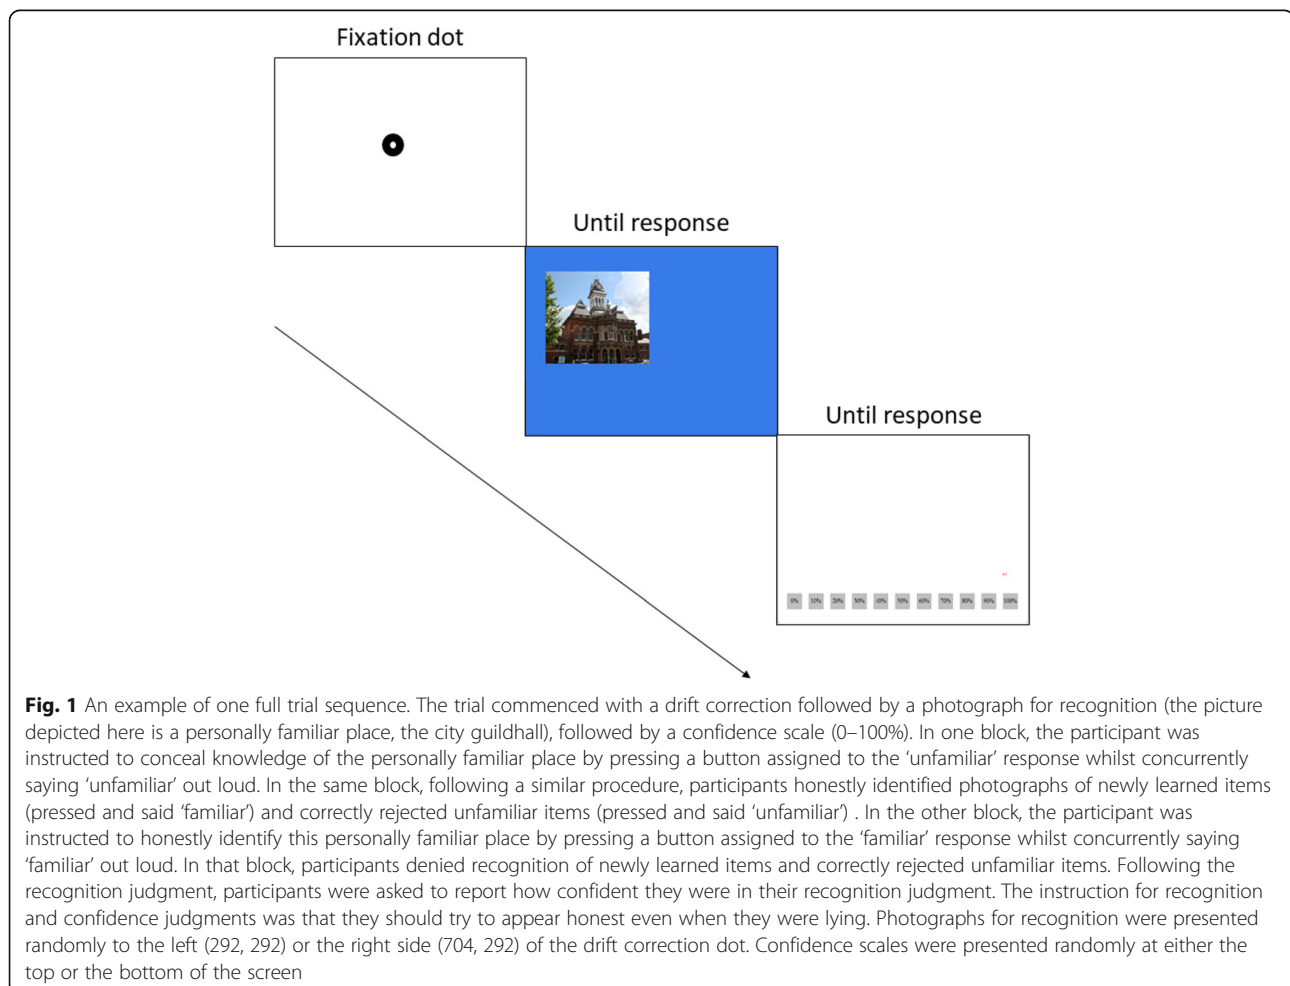 Fixation dot
Until response
Until response
0% 10% 20% 30% 40% 50% 60% 70% 80% 90% 100%
Fig. 1 An example of one full trial sequence. The trial commenced with a drift correction followed by a photograph for recognition (the picture
depicted here is a personally familiar place, the city guildhall), followed by a confidence scale (0–100%). In one block, the participant was
instructed to conceal knowledge of the personally familiar place by pressing a button assigned to the ‘unfamiliar’ response whilst concurrently
saying ‘unfamiliar’ out loud. In the same block, following a similar procedure, participants honestly identified photographs of newly learned items
(pressed and said ‘familiar’) and correctly rejected unfamiliar items (pressed and said ‘unfamiliar’) . In the other block, the participant was
instructed to honestly identify this personally familiar place by pressing a button assigned to the ‘familiar’ response whilst concurrently saying
‘familiar’ out loud. In that block, participants denied recognition of newly learned items and correctly rejected unfamiliar items. Following the
recognition judgment, participants were asked to report how confident they were in their recognition judgment. The instruction for recognition
and confidence judgments was that they should try to appear honest even when they were lying. Photographs for recognition were presented
randomly to the left (292, 292) or the right side (704, 292) of the drift correction dot. Confidence scales were presented randomly at either the
top or the bottom of the screen